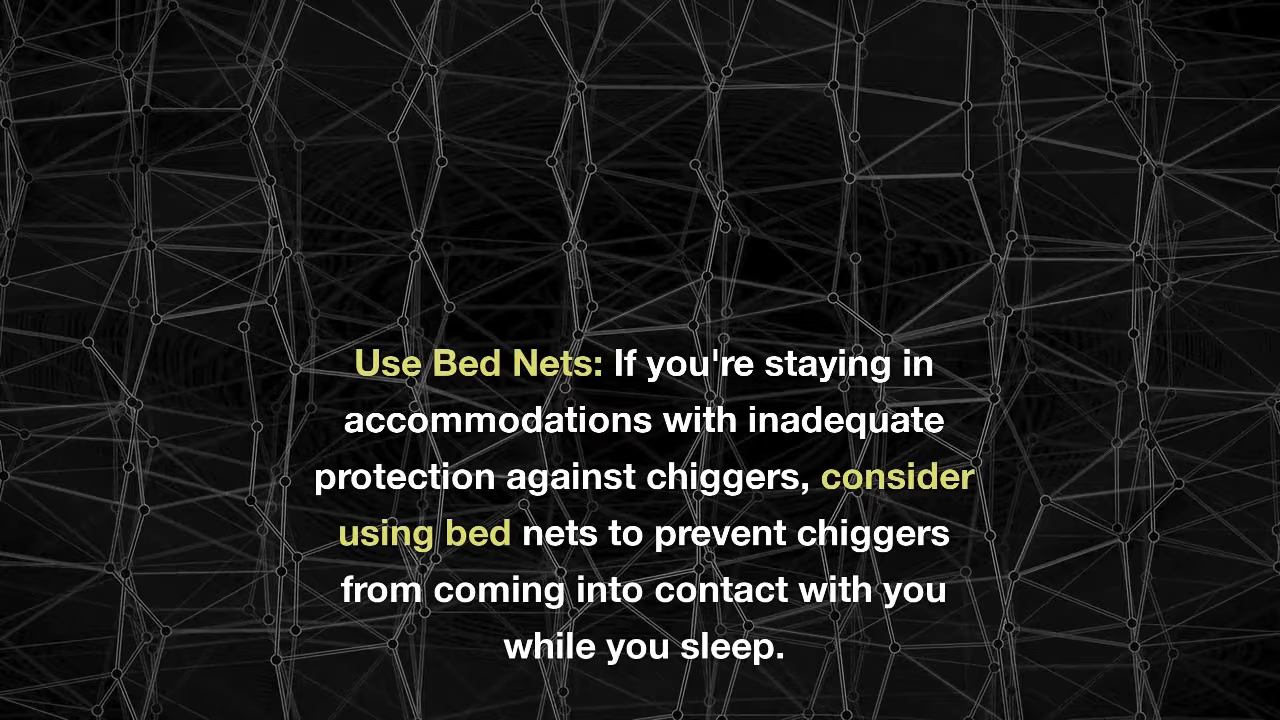 Use Bed Nets: If you're staying in
accommodations with inadequate
protection against chiggers, consider
using bed nets to prevent chiggers
from coming into contact with you
while you sleep.